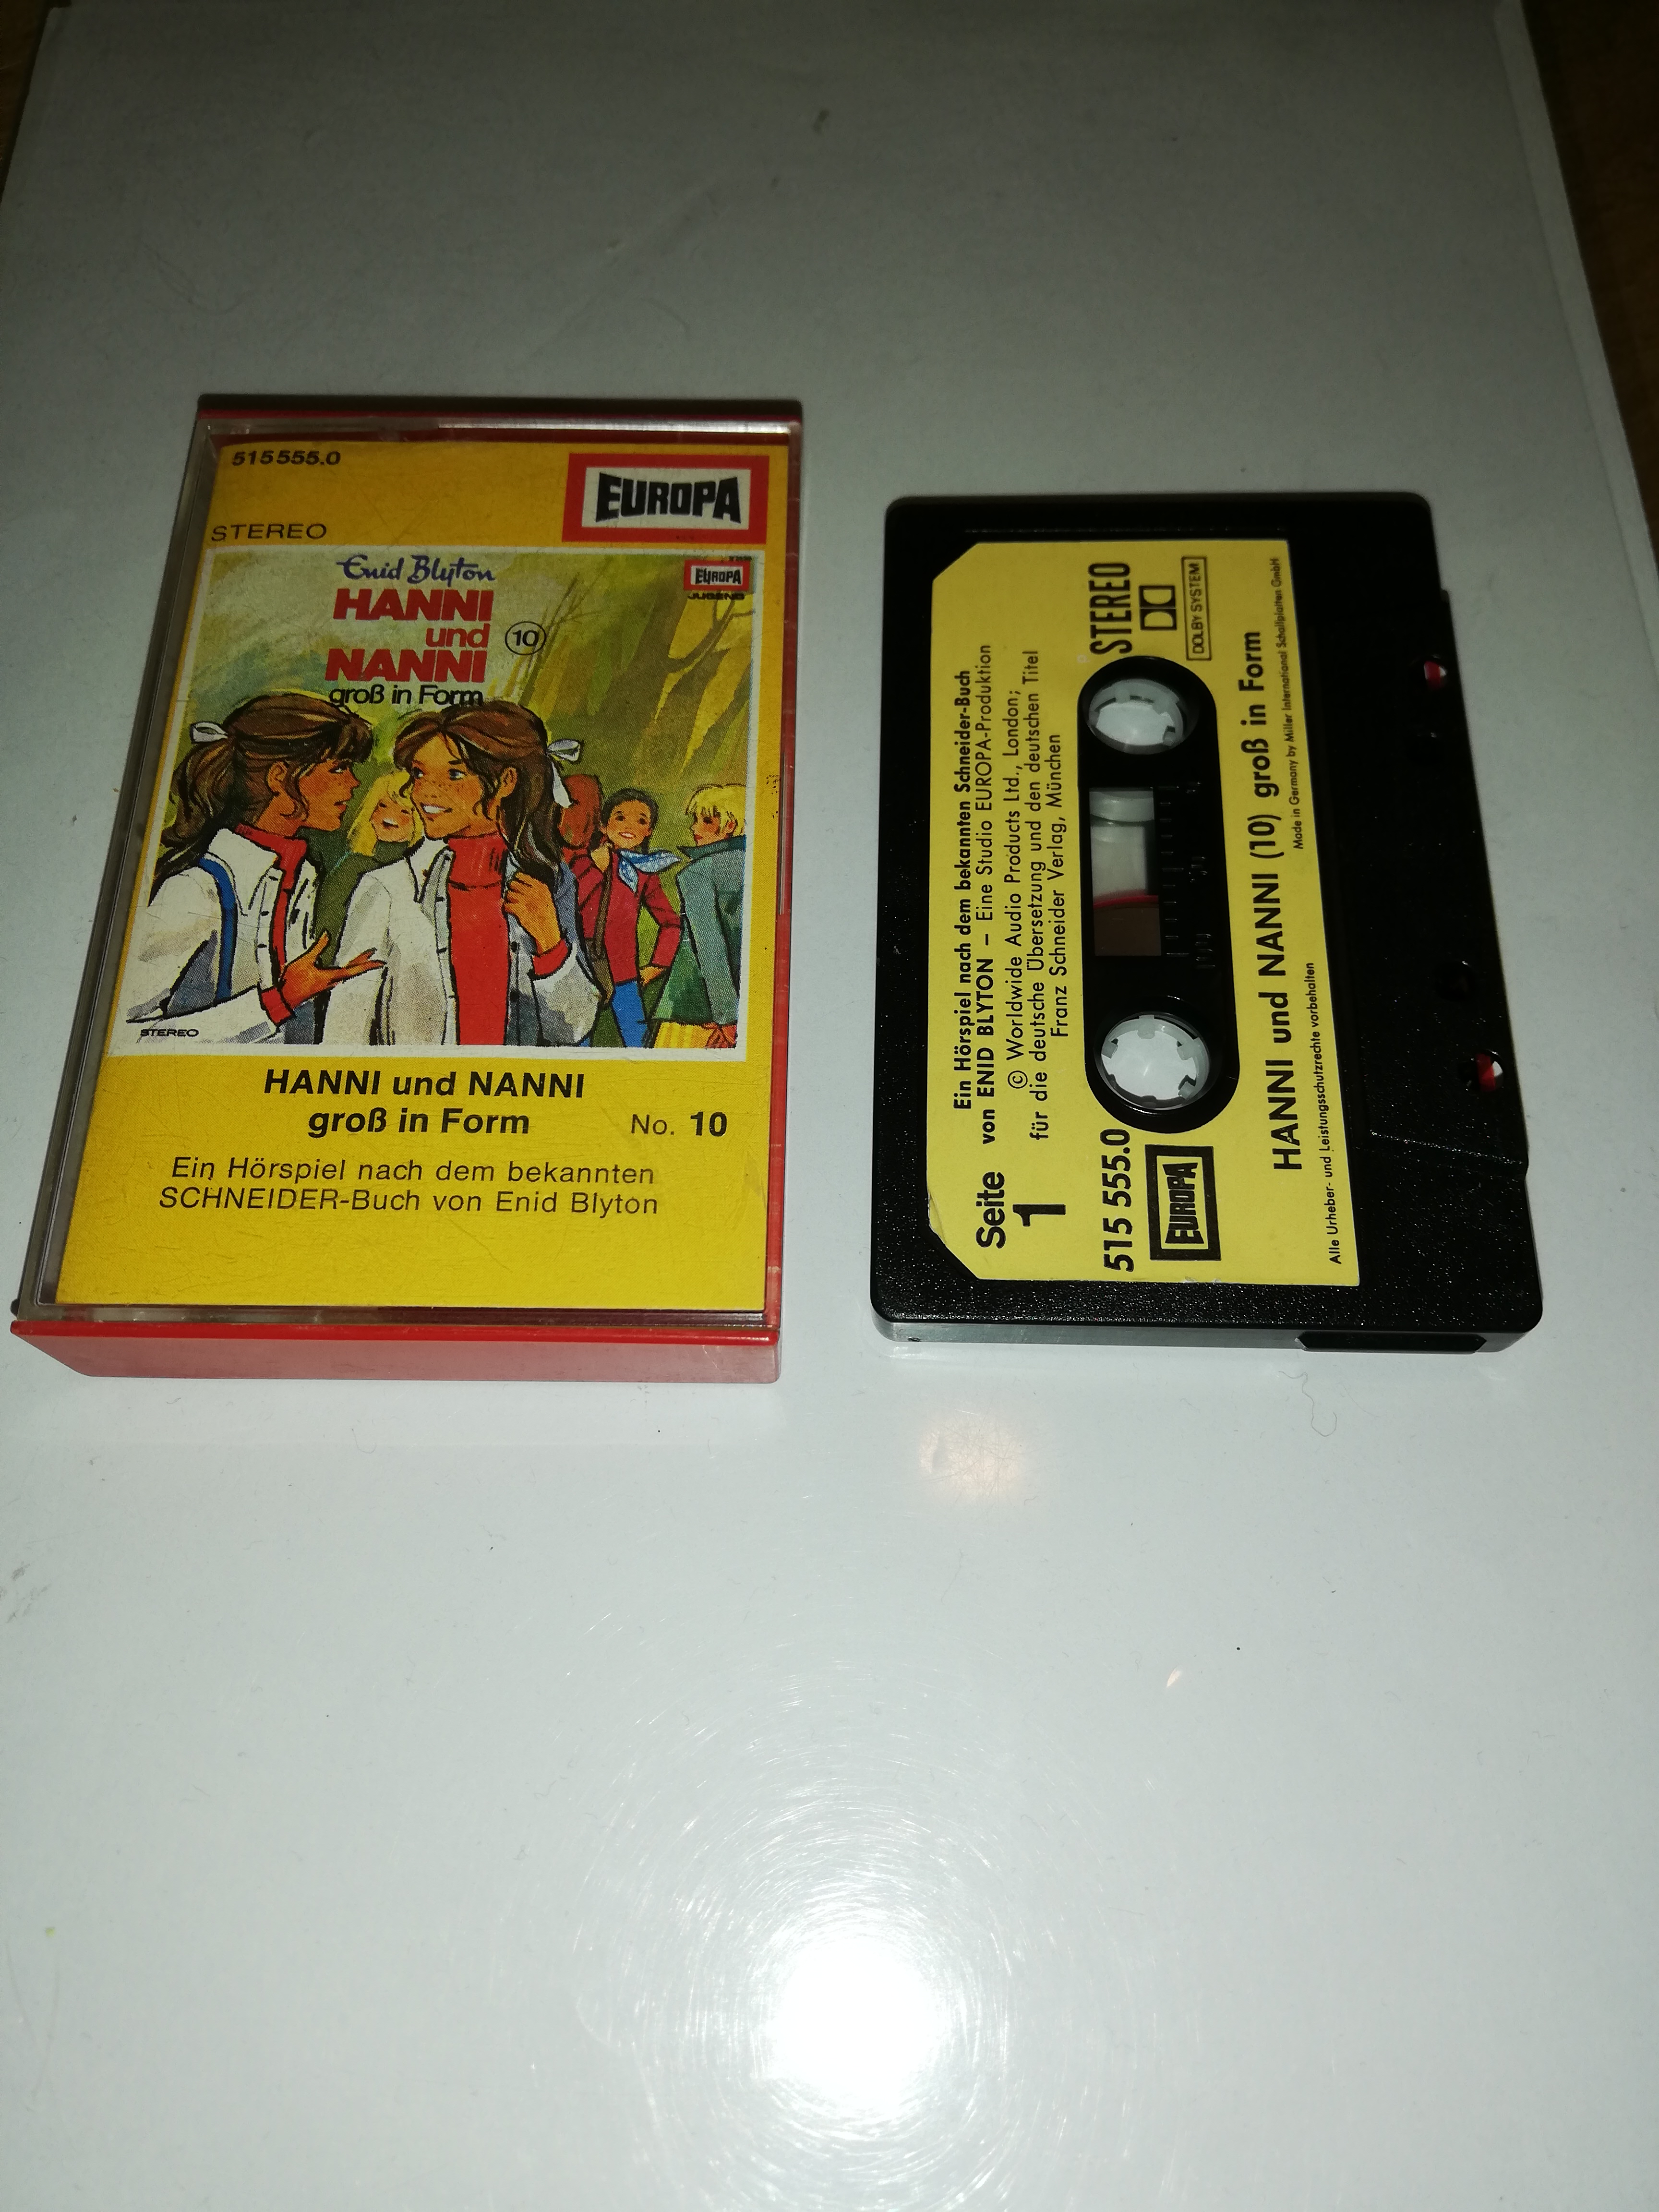 515 555.0
EUROPA
STEREO
Enid Blyton
HANNI
und
NANNI
groß in Form
10
EUROPA
JUGEND
STEREO
HANNI und NANNI
groß in Form
No. 10
Ein Hörspiel nach dem bekannten
SCHNEIDER-Buch von Enid Blyton
Ein Hörspiel nach dem bekannten Schneider-Buch
von ENID BLYTON – Eine Studio EUROPA-Produktion
© Worldwide Audio Products Ltd., London;
für die deutsche Übersetzung und den deutschen Titel
Franz Schneider Verlag, München
Seite
1
515 555.0
EUROPA
STEREO
DOLBY SYSTEM
HANNI und NANNI (10) groß in Form
Made in Germany by Miller International Schallplatten GmbH
Alle Urheber- und Leistungsschutzrechte vorbehalten